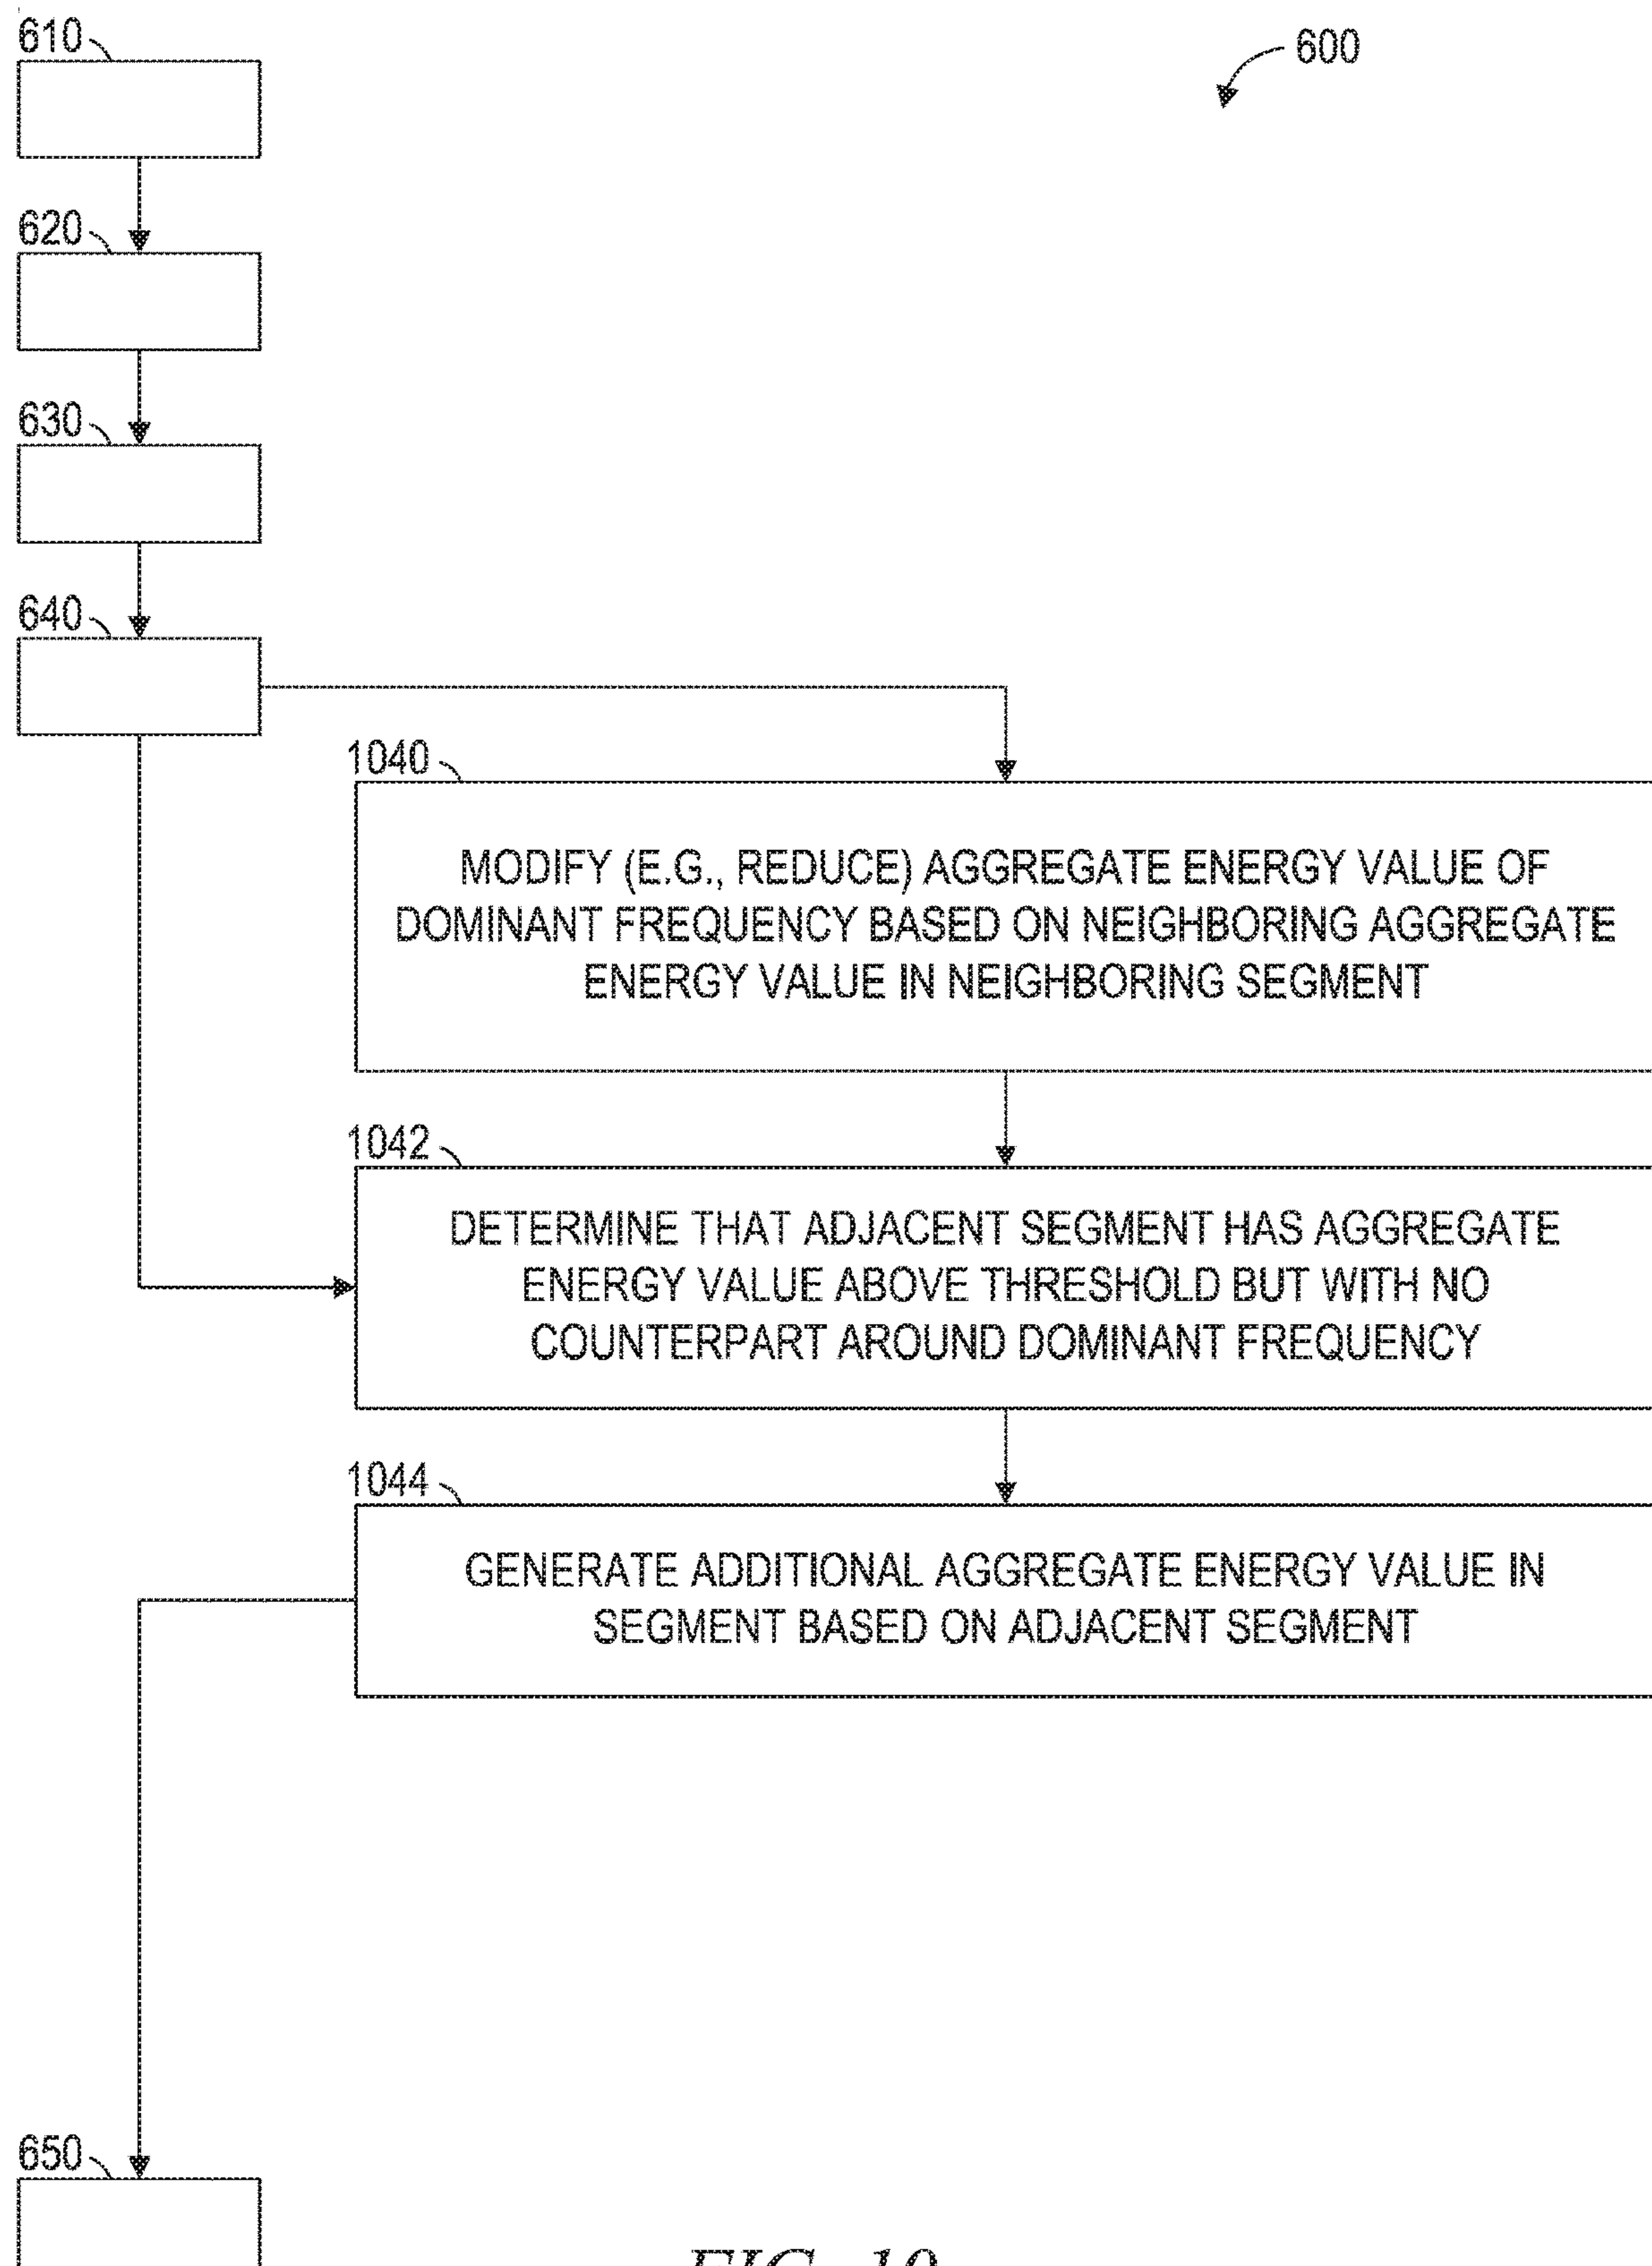 610
600
620
630
640
1040
MODIFY (E.G., REDUCE) AGGREGATE ENERGY VALUE OF
DOMINANT FREQUENCY BASED ON NEIGHBORING AGGREGATE
ENERGY VALUE IN NEIGHBORING SEGMENT
1042
DETERMINE THAT ADJACENT SEGMENT HAS AGGREGATE
ENERGY VALUE ABOVE THRESHOLD BUT WITH NO
COUNTERPART AROUND DOMINANT FREQUENCY
1044
GENERATE ADDITIONAL AGGREGATE ENERGY VALUE IN
SEGMENT BASED ON ADJACENT SEGMENT
650
FIG. 10